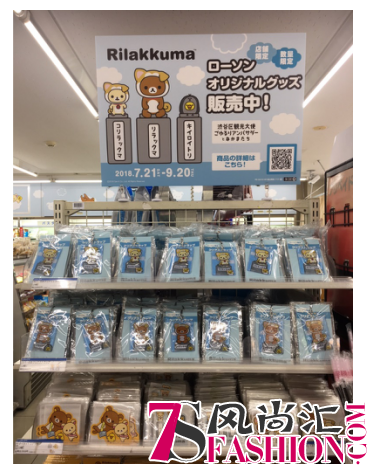 Rilakkuma
店舗限定
数量限定
ローソン
オリジナルグッズ
販売中！
コリラックマ
リラックマ
キイロイトリ
渋谷区観光大使
商品の詳細は
こちら！
2018.7.21 9.20
7S风尚汇
FASHION.COM